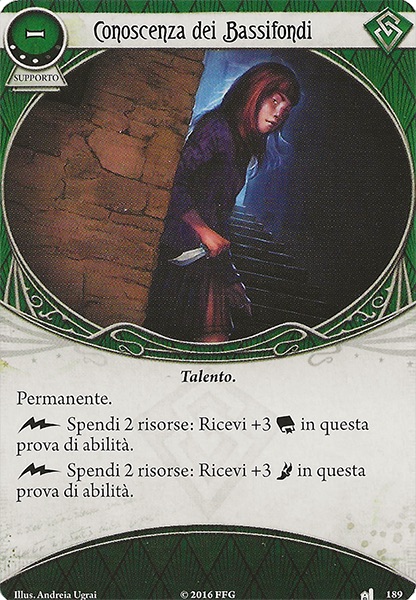 Conoscenza dei Bassifondi
–
SUPPORTO
Talento.
Permanente.
Spendi 2 risorse: Ricevi +3 in questa
prova di abilità.
Spendi 2 risorse: Ricevi +3 in questa
prova di abilità.
Illus. Andreia Ugrai © 2016 FFG 189